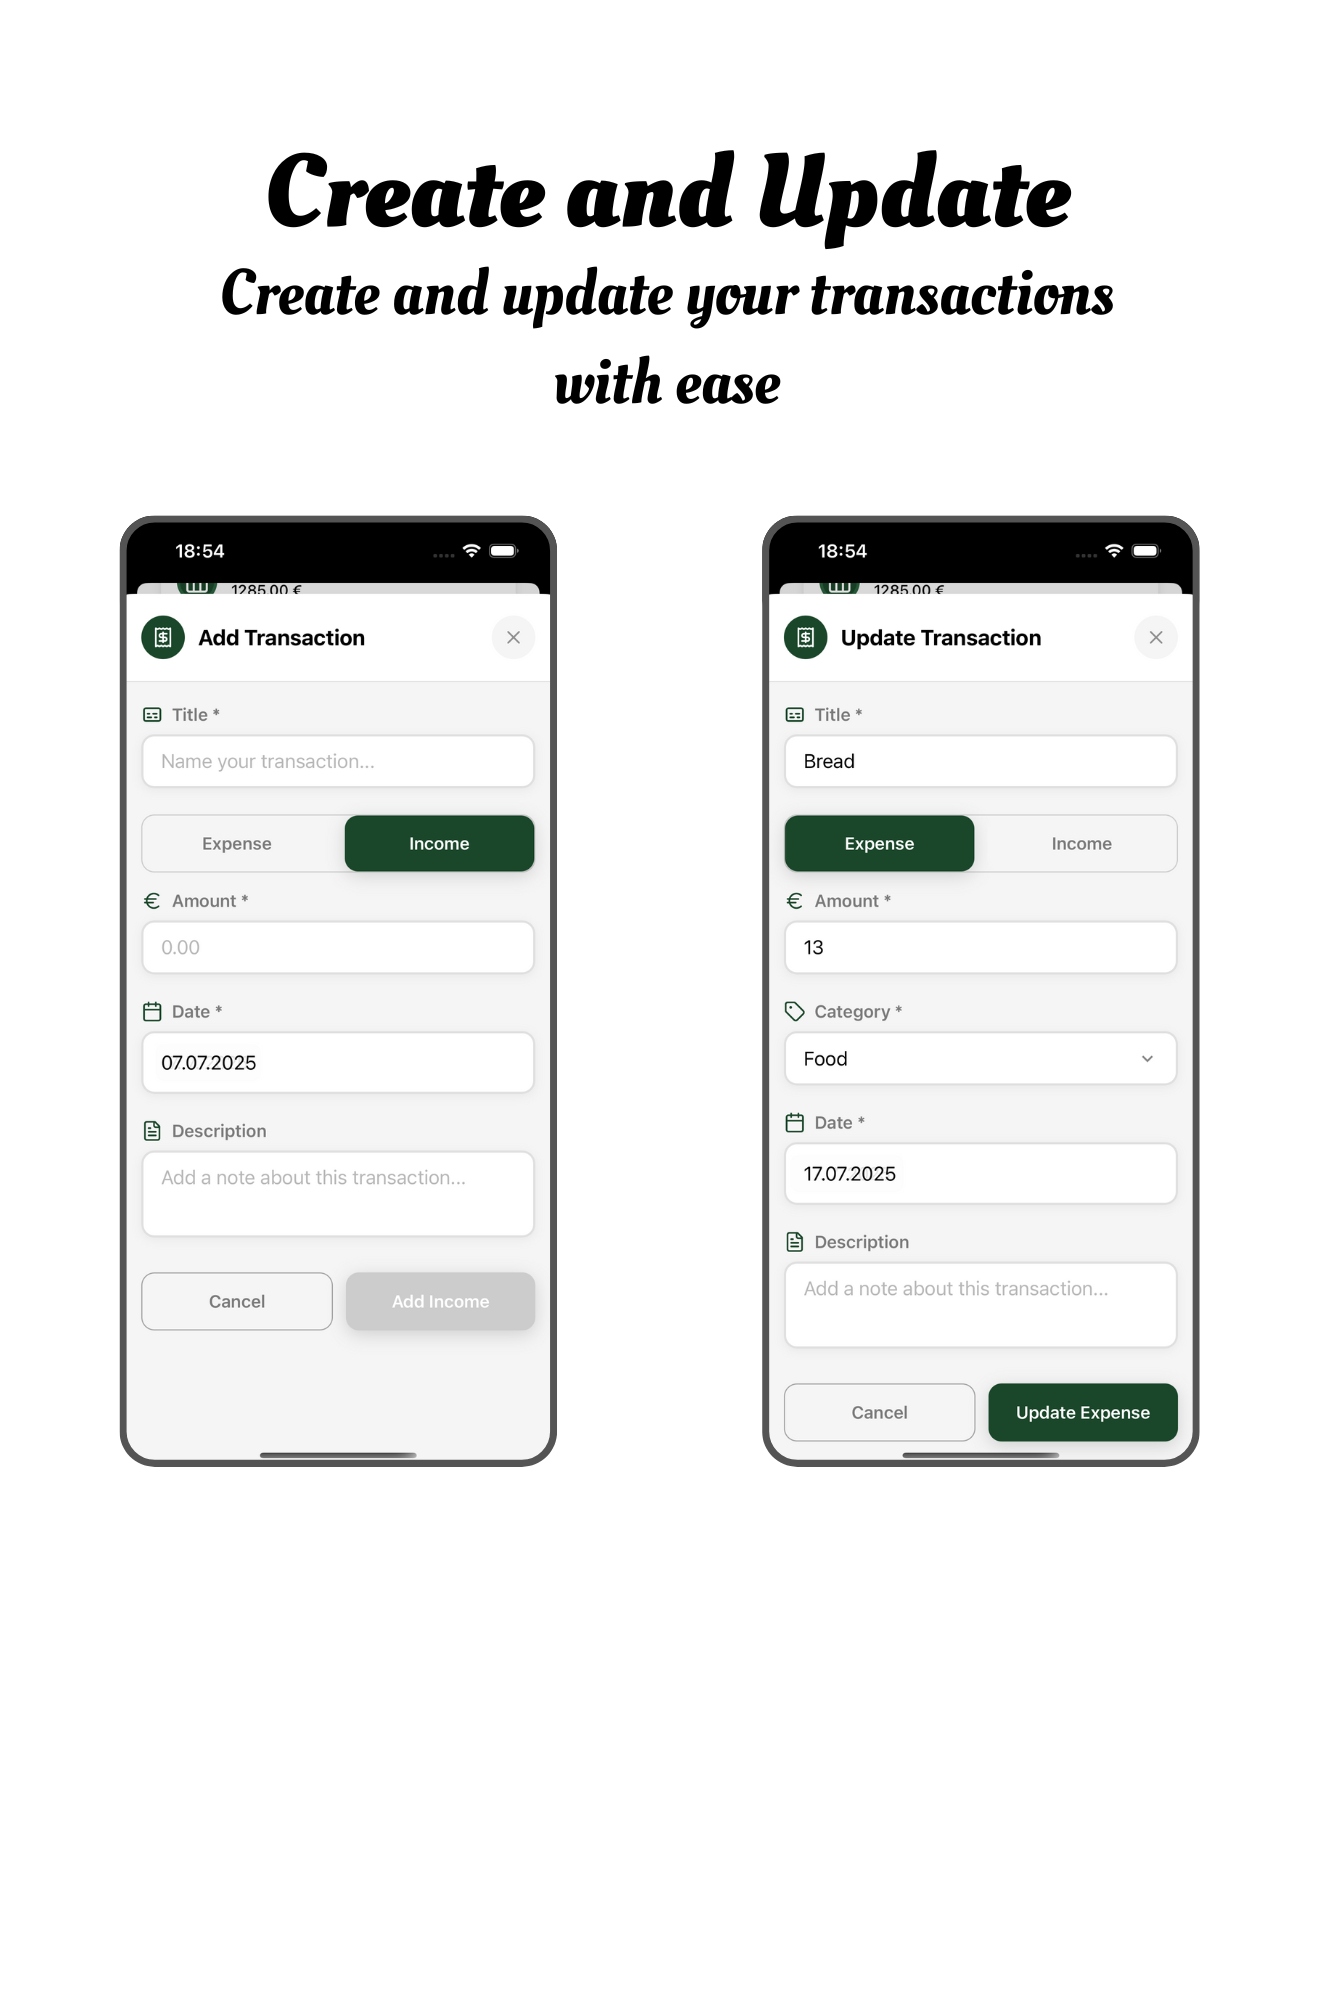 Create and Update
Create and update your transactions
with ease
18:54
1285.00 €
Add Transaction
Title *
Name your transaction...
Expense
Income
Amount *
0.00
Date *
07.07.2025
Description
Add a note about this transaction...
Cancel
Add Income
18:54
1285.00 €
Update Transaction
Title *
Bread
Expense
Income
Amount *
13
Category *
Food
Date *
17.07.2025
Description
Add a note about this transaction...
Cancel
Update Expense